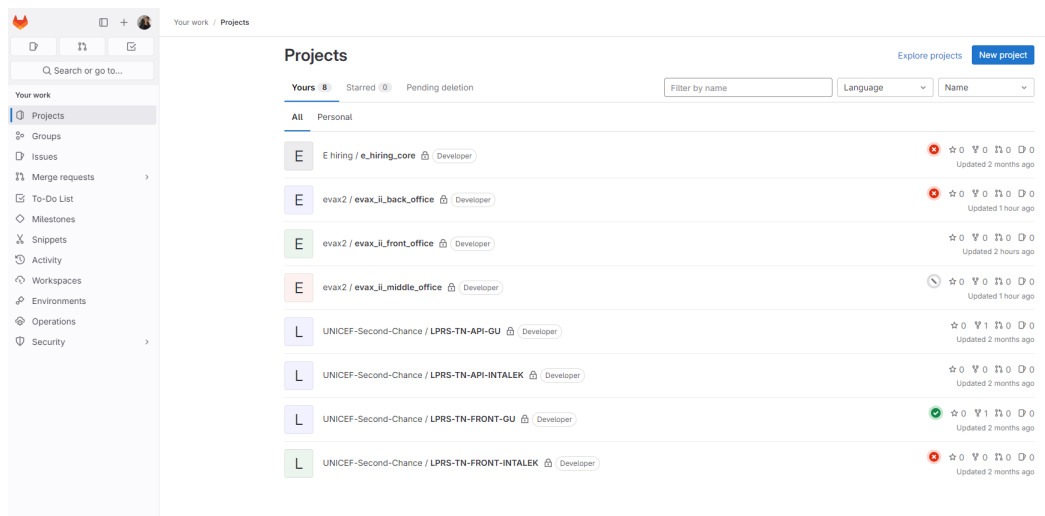 Your work / Projects
Search or go to...
Your work
Projects
Groups
Issues
Merge requests
To-Do List
Milestones
Snippets
Activity
Workspaces
Environments
Operations
Security
Projects
Explore projects
New project
Yours 8 Starred 0 Pending deletion
Filter by name
Language
Name
All Personal
E
E hiring / e_hiring_core Developer
0 0 0 0
Updated 2 months ago
E
evax2 / evax_ii_back_office Developer
0 0 0 0
Updated 1 hour ago
E
evax2 / evax_ii_front_office Developer
0 0 0 0
Updated 2 hours ago
E
evax2 / evax_ii_middle_office Developer
0 0 0 0
Updated 1 hour ago
L
UNICEF-Second-Chance / LPRS-TN-API-GU Developer
0 1 0 0
Updated 2 months ago
L
UNICEF-Second-Chance / LPRS-TN-API-INTALEK Developer
0 0 0 0
Updated 2 months ago
L
UNICEF-Second-Chance / LPRS-TN-FRONT-GU Developer
0 1 0 0
Updated 2 months ago
L
UNICEF-Second-Chance / LPRS-TN-FRONT-INTALEK Developer
0 0 0 0
Updated 2 months ago